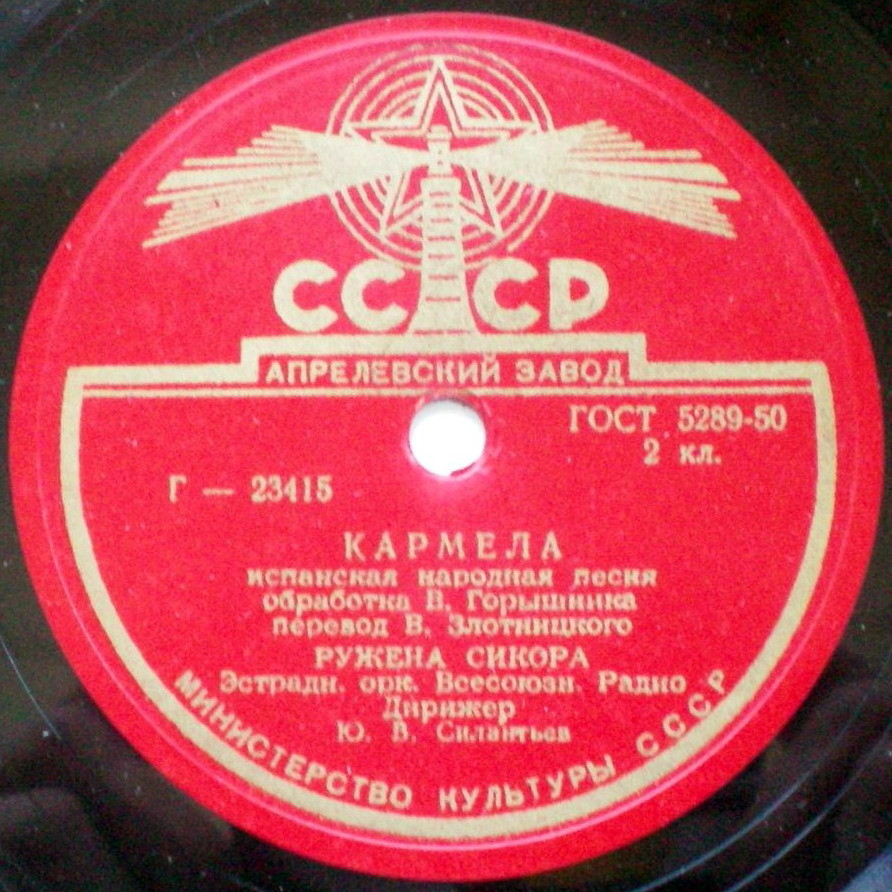 СССР
АПРЕЛЕВСКИЙ ЗАВОД
ГОСТ 5289-50
2 кл.
Г — 23415
КАРМЕЛА
испанская народная песня
обработка В. Горышника
перевод В. Злотницкого
РУЖЕНА СИКОРА
Эстрадн. орк. Всесоюзн. Радио
Дирижер
Ю. В. Силантьев
МИНИСТЕРСТВО КУЛЬТУРЫ СССР